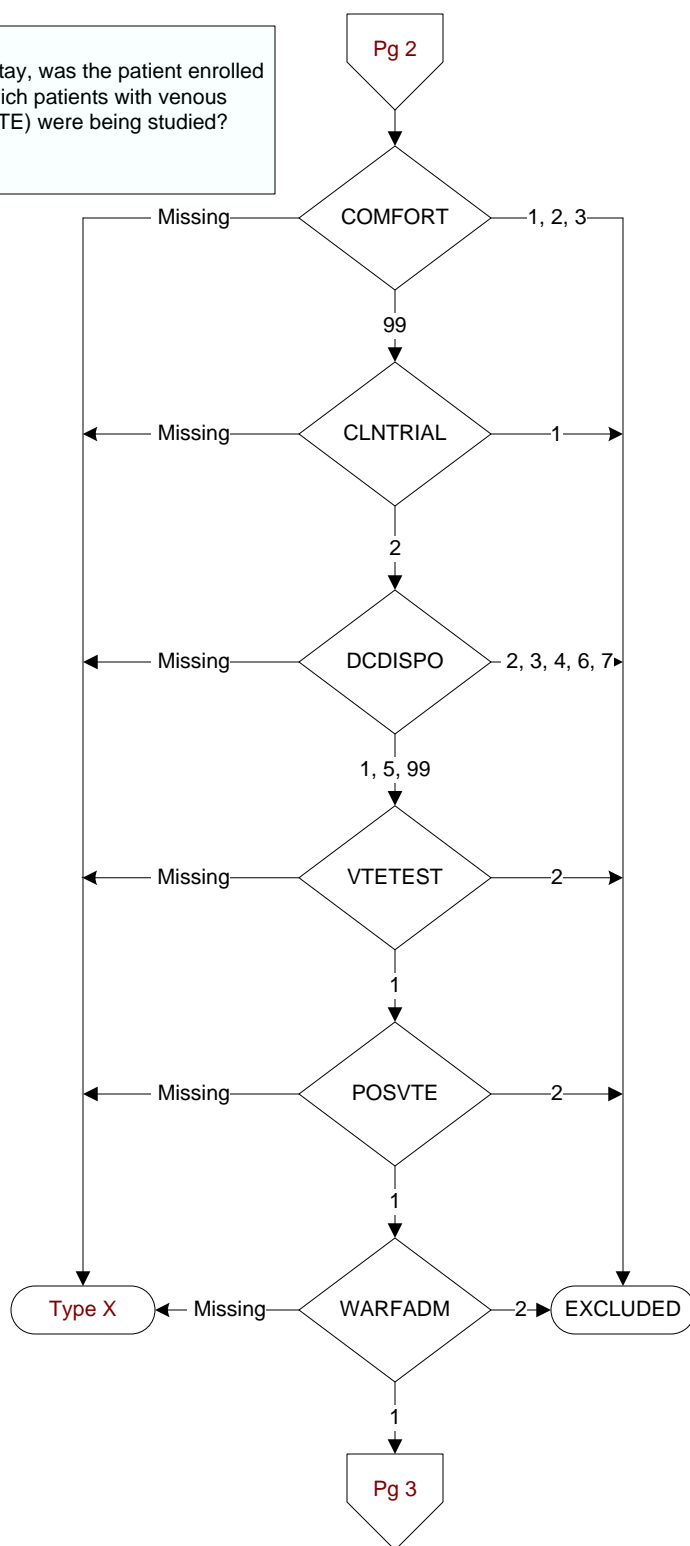 Pg 2
tay, was the patient enrolled
ich patients with venous
TE) were being studied?
Missing COMFORT 1, 2, 3
99
Missing CLNTRIAL 1
2
Missing DCDISPO 2, 3, 4, 6, 7
1, 5, 99
Missing VTETEST 2
1
Missing POSVTE 2
1
Type X Missing WARFADM 2 EXCLUDED
1
Pg 3